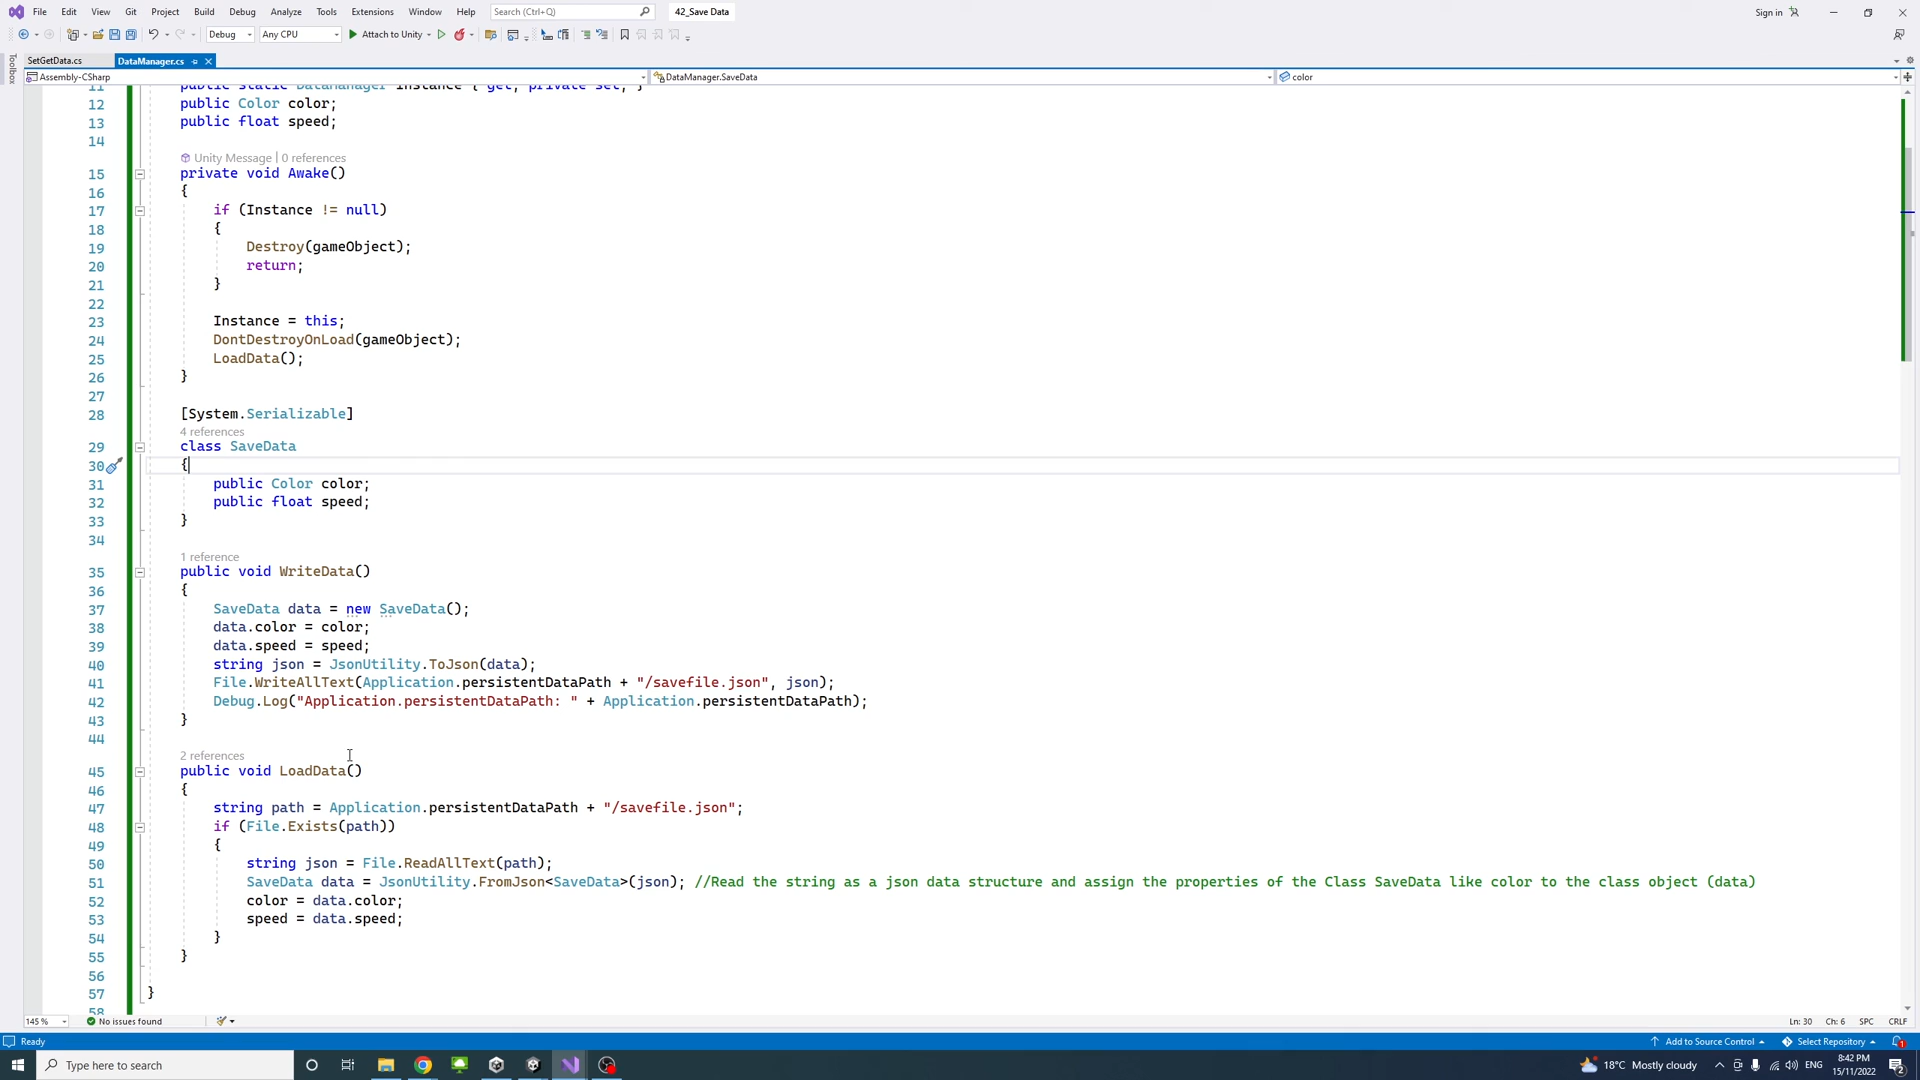 File Edit View Git Project Build Debug Analyze Tools Extensions Window Help Search (Ctrl+Q) 42_Save Data Sign in
Debug Any CPU Attach to Unity
Toolbox
SetGetData.cs DataManager.cs
Assembly-CSharp DataManager.SaveData color
11 public static DataManager Instance { get; private set; }
12 public Color color;
13 public float speed;
14
Unity Message | 0 references
15 private void Awake()
16 {
17 if (Instance != null)
18 {
19 Destroy(gameObject);
20 return;
21 }
22
23 Instance = this;
24 DontDestroyOnLoad(gameObject);
25 LoadData();
26 }
27
28 [System.Serializable]
4 references
29 class SaveData
30 {
31 public Color color;
32 public float speed;
33 }
34
1 reference
35 public void WriteData()
36 {
37 SaveData data = new SaveData();
38 data.color = color;
39 data.speed = speed;
40 string json = JsonUtility.ToJson(data);
41 File.WriteAllText(Application.persistentDataPath + "/savefile.json", json);
42 Debug.Log("Application.persistentDataPath: " + Application.persistentDataPath);
43 }
44
2 references
45 public void LoadData()
46 {
47 string path = Application.persistentDataPath + "/savefile.json";
48 if (File.Exists(path))
49 {
50 string json = File.ReadAllText(path);
51 SaveData data = JsonUtility.FromJson<SaveData>(json); //Read the string as a json data structure and assign the properties of the Class SaveData like color to the class object (data)
52 color = data.color;
53 speed = data.speed;
54 }
55 }
56
57 }
58
145 % No issues found Ln: 30 Ch: 6 SPC CRLF
Ready Add to Source Control Select Repository 1
Type here to search 18°C Mostly cloudy ENG 8:42 PM
15/11/2022 2